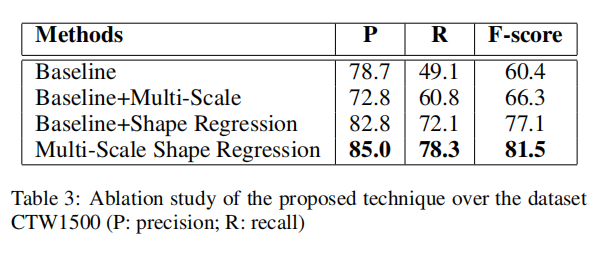 Methods P R F-score
Baseline 78.7 49.1 60.4
Baseline+Multi-Scale 72.8 60.8 66.3
Baseline+Shape Regression 82.8 72.1 77.1
Multi-Scale Shape Regression 85.0 78.3 81.5
Table 3: Ablation study of the proposed technique over the dataset
CTW1500 (P: precision; R: recall)